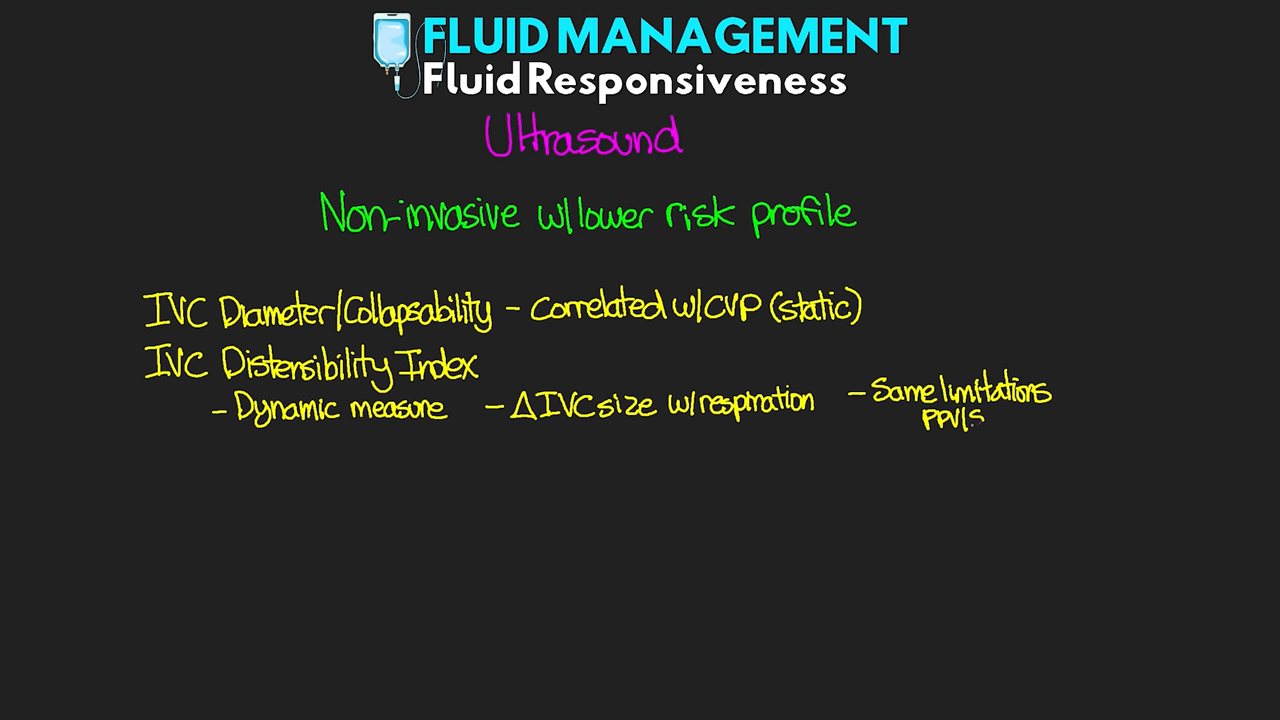 FLUID MANAGEMENT
Fluid Responsiveness
Ultrasound
Non-invasive w/lower risk profile
IVC Diameter/Collapsability - Correlated w/CVP (static)
IVC Distensibility Index
- Dynamic measure - ΔIVC size w/respiration - Same limitations
PPV/S